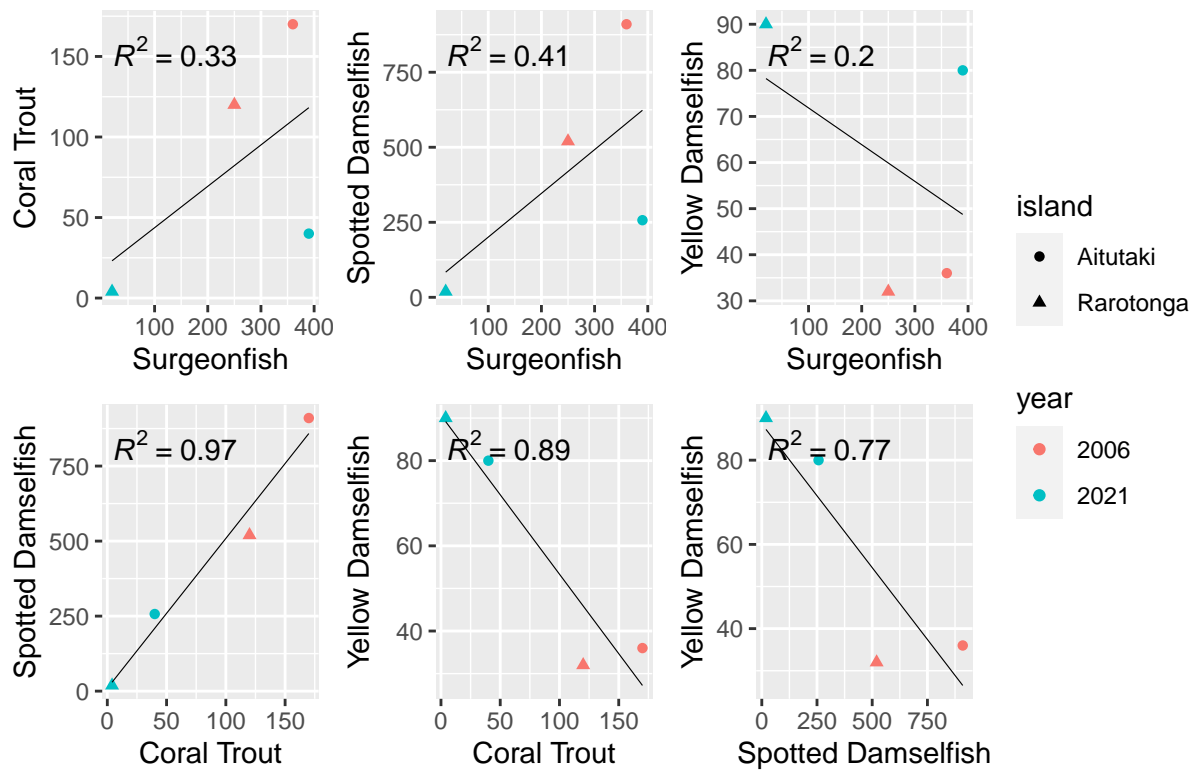 Coral Trout
150
100
50
0
R² = 0.33
100 200 300 400
Surgeonfish
Spotted Damselfish
750
500
250
0
R² = 0.41
100 200 300 400
Surgeonfish
Yellow Damselfish
90
80
70
60
50
40
30
R² = 0.2
100 200 300 400
Surgeonfish
Spotted Damselfish
750
500
250
0
R² = 0.97
0 50 100 150
Coral Trout
Yellow Damselfish
80
60
40
R² = 0.89
0 50 100 150
Coral Trout
Yellow Damselfish
80
60
40
R² = 0.77
0 250 500 750
Spotted Damselfish
island
Aitutaki
Rarotonga
year
2006
2021